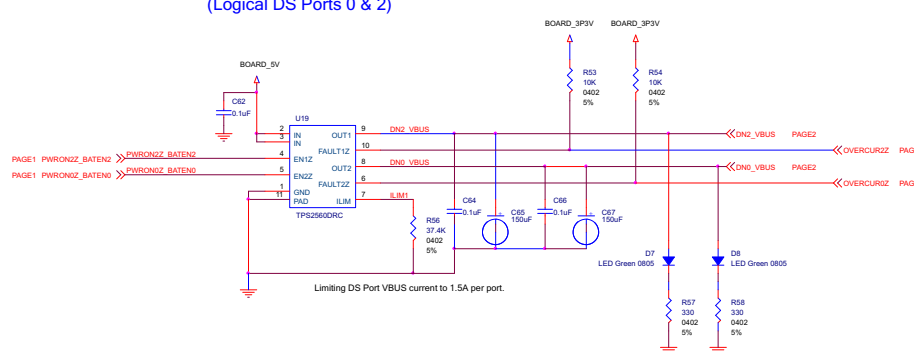 (Logical DS Ports 0 & 2)
BOARD_3P3V
BOARD_3P3V
BOARD_5V
R53
10K
0402
5%
R54
10K
0402
5%
C62
0.1uF
U19
2
IN
3
IN
4
EN1Z
5
EN2Z
1
GND
11
PAD
OUT1
9
FAULT1Z
10
OUT2
8
FAULT2Z
6
ILIM
7
TPS2560DRC
PAGE1 PWRON2Z_BATEN2
PWRON2Z_BATEN2
PAGE1 PWRON0Z_BATEN0
PWRON0Z_BATEN0
DN2_VBUS
DN0_VBUS
ILIM1
DN2_VBUS PAGE2
OVERCUR2Z PAG
DN0_VBUS PAGE2
OVERCUR0Z PAG
R56
37.4K
0402
5%
C64
0.1uF
C65
150uF
C66
0.1uF
C67
150uF
D7
LED Green 0805
D8
LED Green 0805
R57
330
0402
5%
R58
330
0402
5%
Limiting DS Port VBUS current to 1.5A per port.